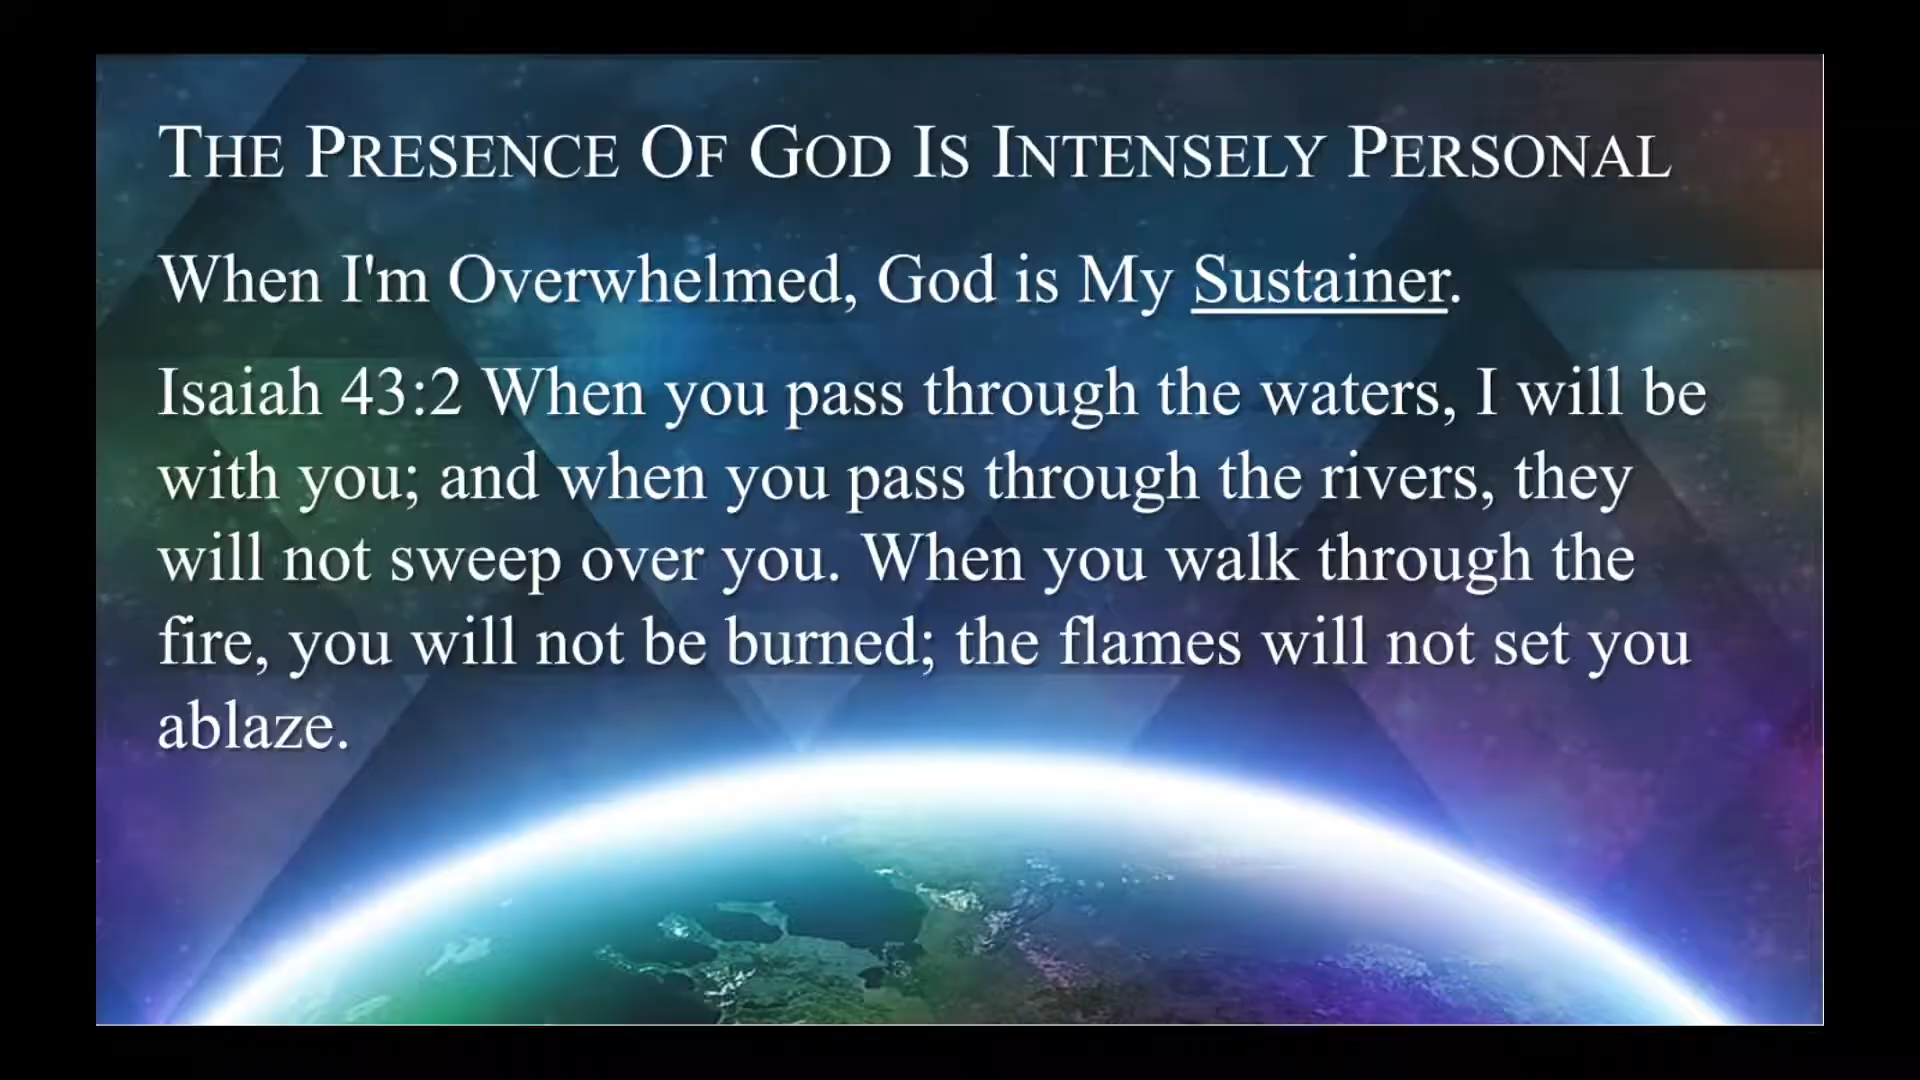 The Presence Of God Is Intensely Personal
When I'm Overwhelmed, God is My Sustainer.
Isaiah 43:2 When you pass through the waters, I will be
with you; and when you pass through the rivers, they
will not sweep over you. When you walk through the
fire, you will not be burned; the flames will not set you
ablaze.